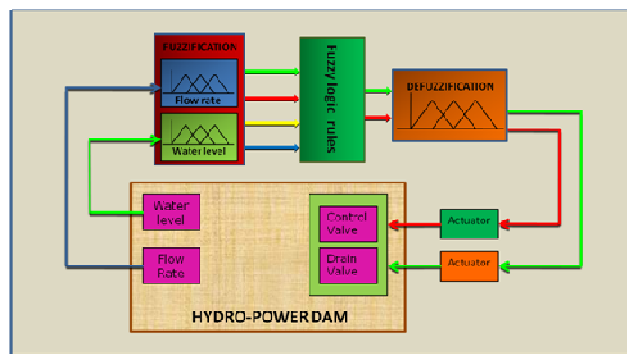 FUZZIFICATION
Flow rate
Water level
Fuzzy logic rules
DEFUZZIFICATION
Water
level
Flow
Rate
Control
Valve
Drain
Valve
Actuator
Actuator
HYDRO-POWER DAM